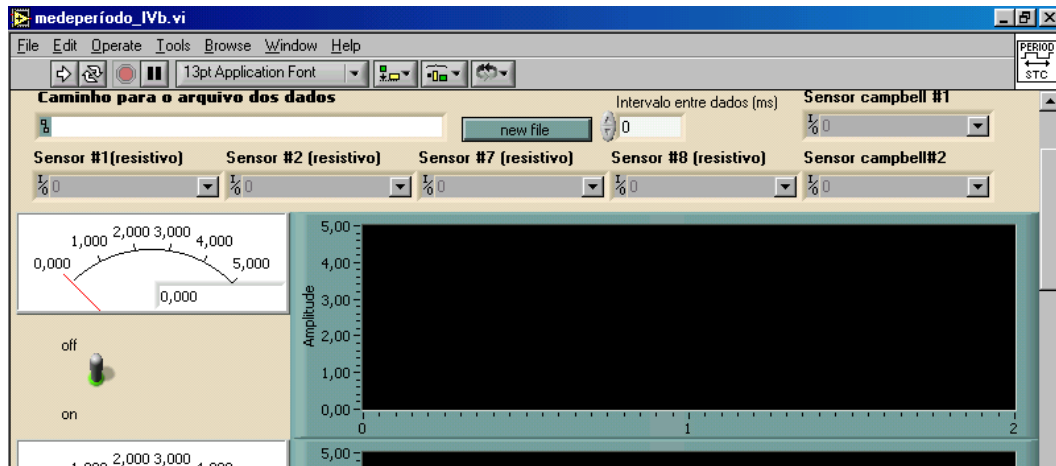 medeperíodo_IVb.vi
File Edit Operate Tools Browse Window Help
13pt Application Font
PERIOD
STC
Caminho para o arquivo dos dados
new file
Intervalo entre dados (ms)
0
Sensor campbell #1
I/O 0
Sensor #1(resistivo) Sensor #2 (resistivo) Sensor #7 (resistivo) Sensor #8 (resistivo) Sensor campbell#2
I/O 0 I/O 0 I/O 0 I/O 0 I/O 0
0,000 1,000 2,000 3,000 4,000 5,000
0,000
off
on
Amplitude
5,00
4,00
3,00
2,00
1,00
0,00
0 1 2
2,000 3,000
5,00